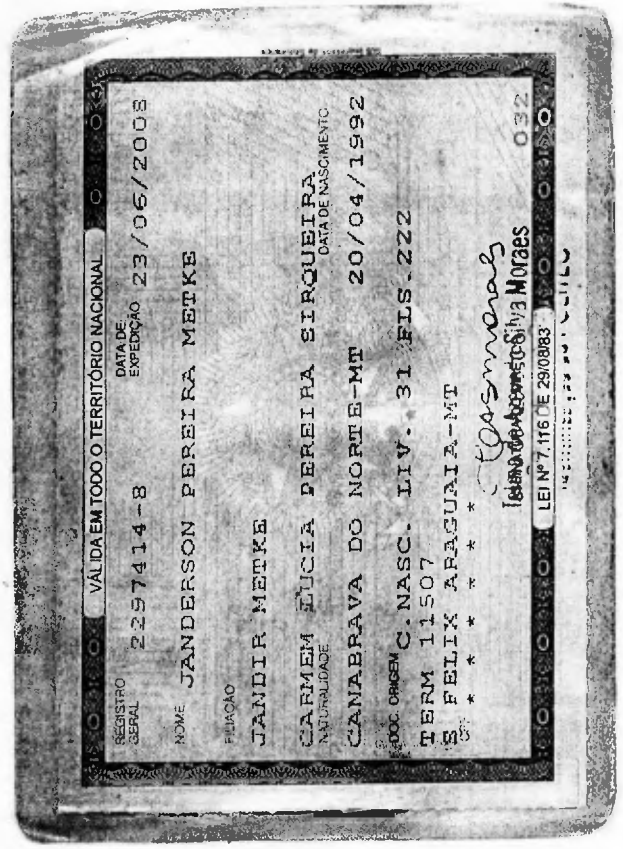 VÁLIDA EM TODO O TERRITÓRIO NACIONAL
REGISTRO GERAL 2297414-8 DATA DE EXPEDIÇÃO 23/06/2008
NOME JANDERSON PEREIRA METKE
FILIAÇÃO
JANDIR METKE
CARMEM LUCIA PEREIRA SIRQUEIRA
NATURALIDADE DATA DE NASCIMENTO
CANABRAVA DO NORTE-MT 20/04/1992
DOC ORIGEM C.NASC. LIV. 31 FLS.222
TERM 11507
S FELIX ARAGUAIA-MT
CPF * * * * * *
Silva Moraes
032
LEI Nº 7.116 DE 29/08/83